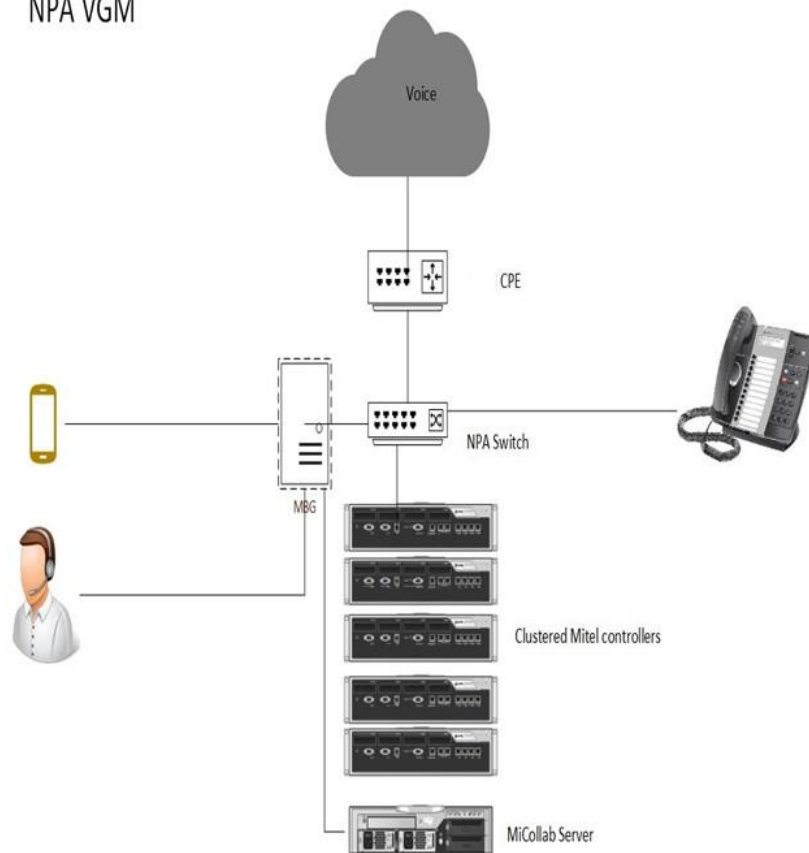 NPA VGM
Voice
CPE
NPA Switch
MBG
Clustered Mitel controllers
MiCollab Server